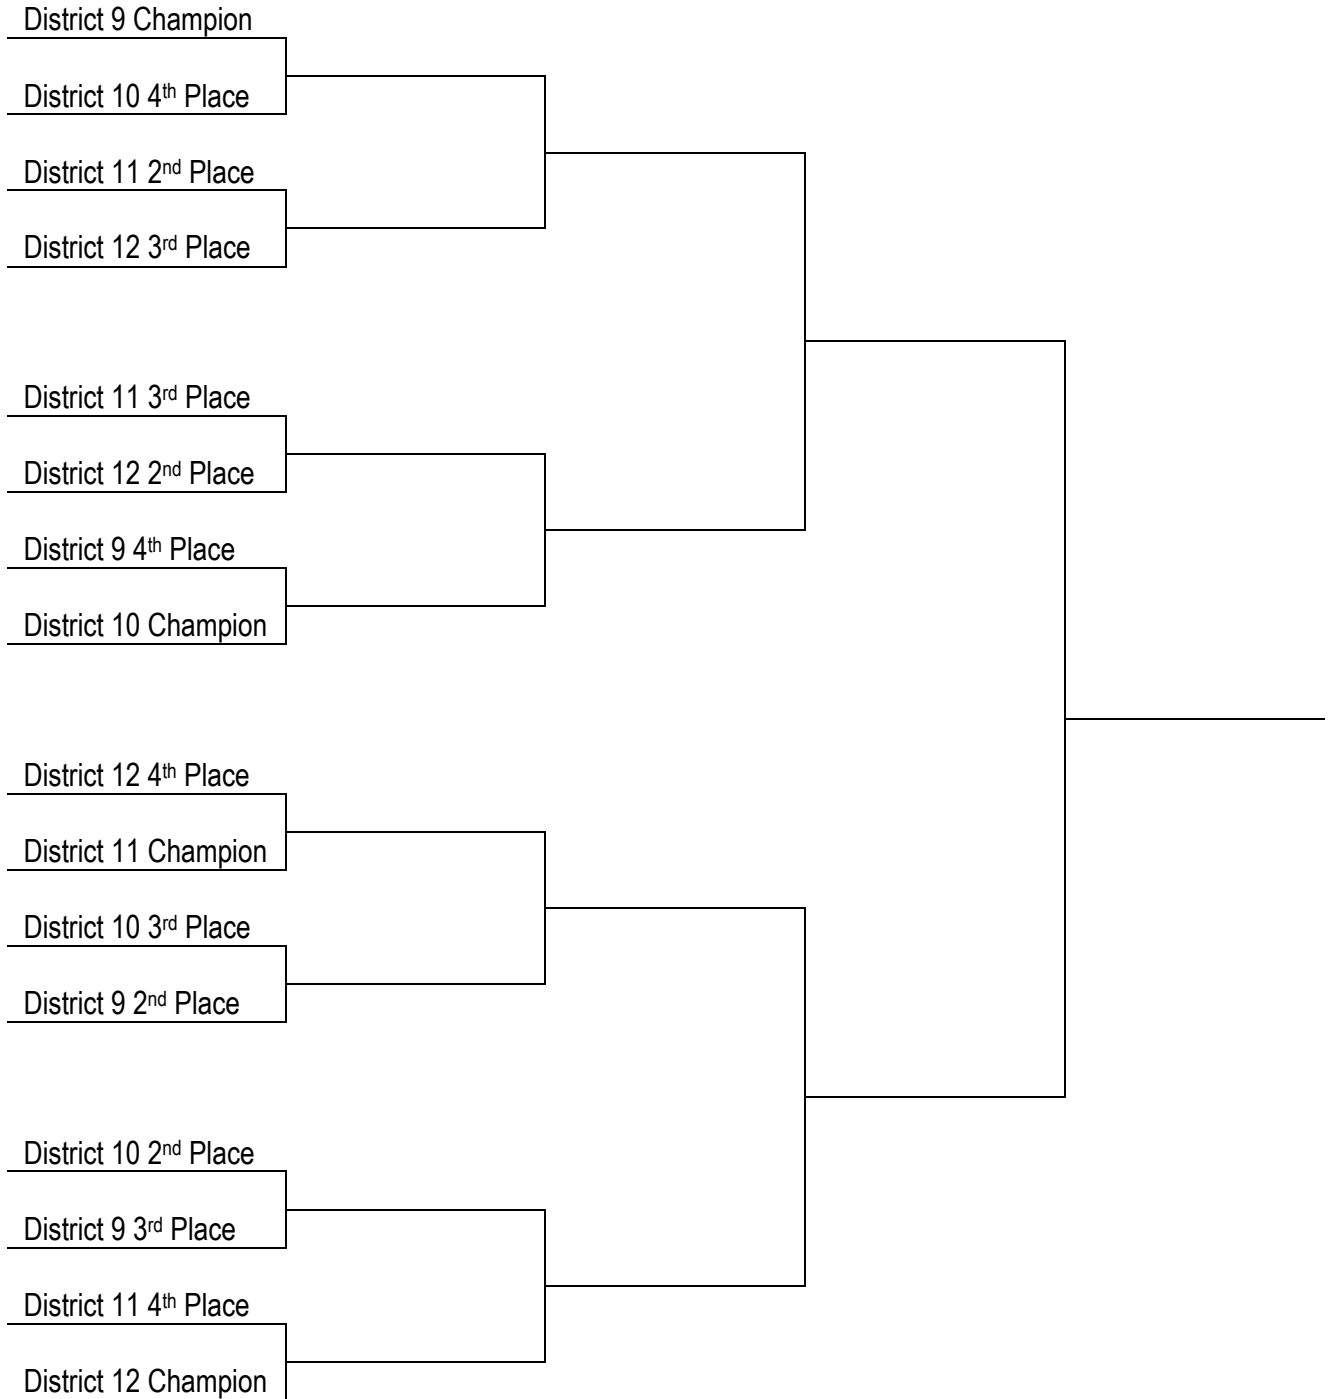 District 9 Champion
District 10 4th Place
District 11 2nd Place
District 12 3rd Place
District 11 3rd Place
District 12 2nd Place
District 9 4th Place
District 10 Champion
District 12 4th Place
District 11 Champion
District 10 3rd Place
District 9 2nd Place
District 10 2nd Place
District 9 3rd Place
District 11 4th Place
District 12 Champion